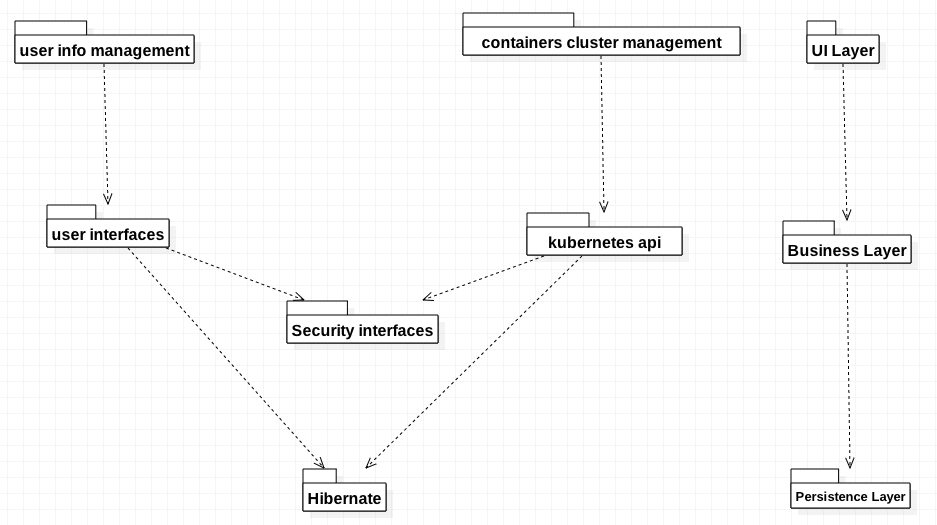 user info management
containers cluster management
UI Layer
user interfaces
kubernetes api
Business Layer
Security interfaces
Hibernate
Persistence Layer